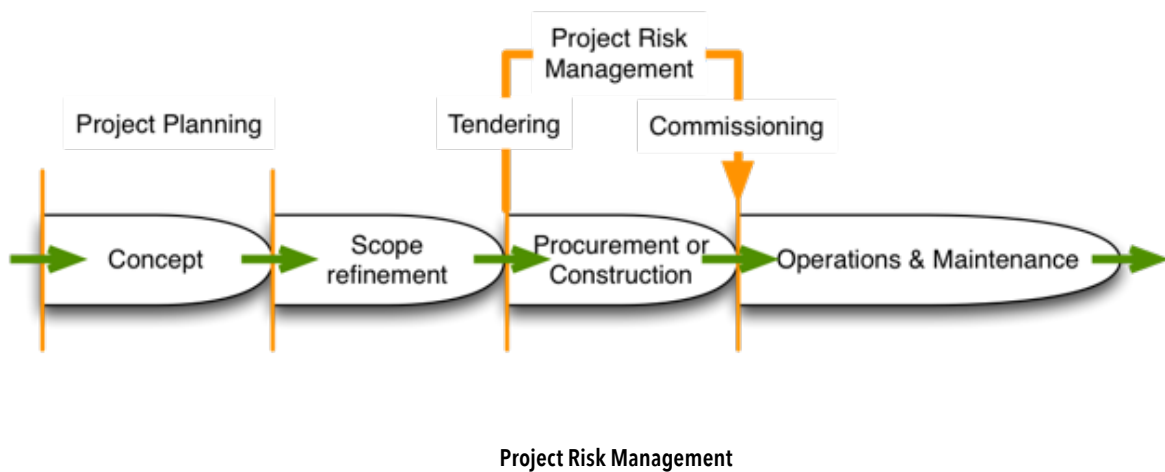 Project Risk
Management
Project Planning
Tendering
Commissioning
Concept
Scope
refinement
Procurement or
Construction
Operations & Maintenance
Project Risk Management